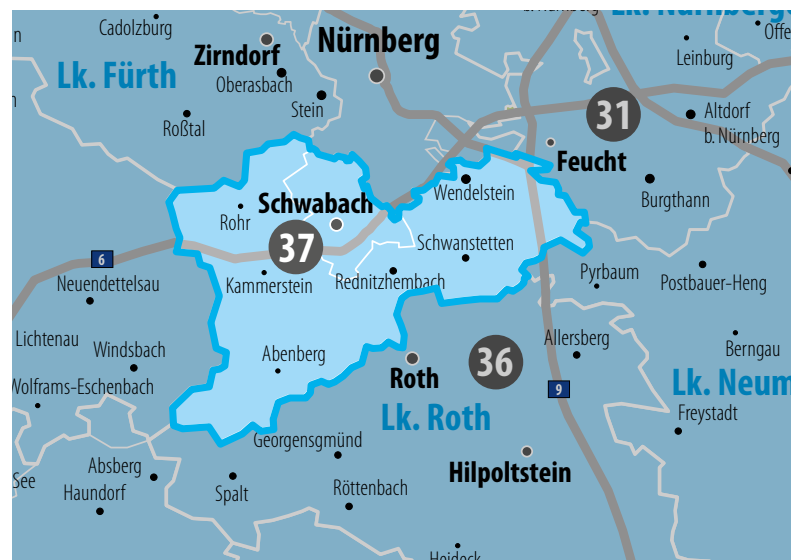 Cadolzburg
Lk. Nürnberge
Offe
Zirndorf
Nürnberg
Leinburg
Lk. Fürth
Oberasbach
Stein
31
Altdorf
b. Nürnberg
Roßtal
Feucht
Wendelstein
Burgthann
Rohr
Schwabach
37
Schwanstetten
6
Kammerstein
Rednitzhembach
Pyrbaum
Postbauer-Heng
Neuendettelsau
Lichtenau
Windsbach
Abenberg
Roth
36
Allersberg
Berngau
Wolframs-Eschenbach
9
Lk. Neum
Lk. Roth
Freystadt
Georgensgmünd
Hilpoltstein
See
Absberg
Haundorf
Spalt
Röttenbach
Heideck